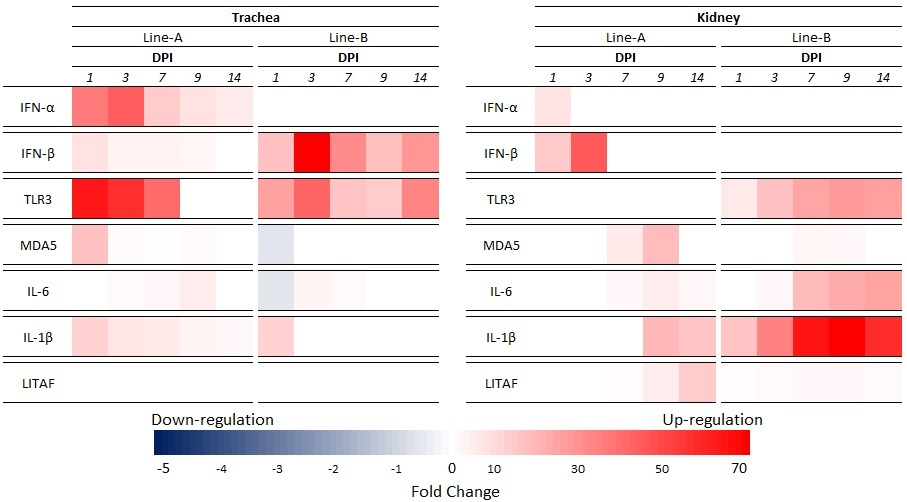 Trachea Kidney
Line-A Line-B Line-A Line-B
DPI DPI DPI DPI
1 3 7 9 14 1 3 7 9 14 1 3 7 9 14 1 3 7 9 14
IFN-α IFN-α
IFN-β IFN-β
TLR3 TLR3
MDA5 MDA5
IL-6 IL-6
IL-1β IL-1β
LITAF LITAF
Down-regulation Up-regulation
-5 -4 -3 -2 -1 0 10 30 50 70
Fold Change